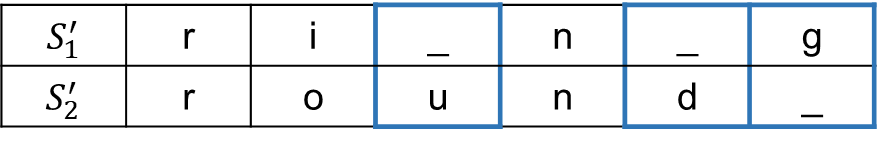 S′₁ r i _ n _ g
S′₂ r o u n d _